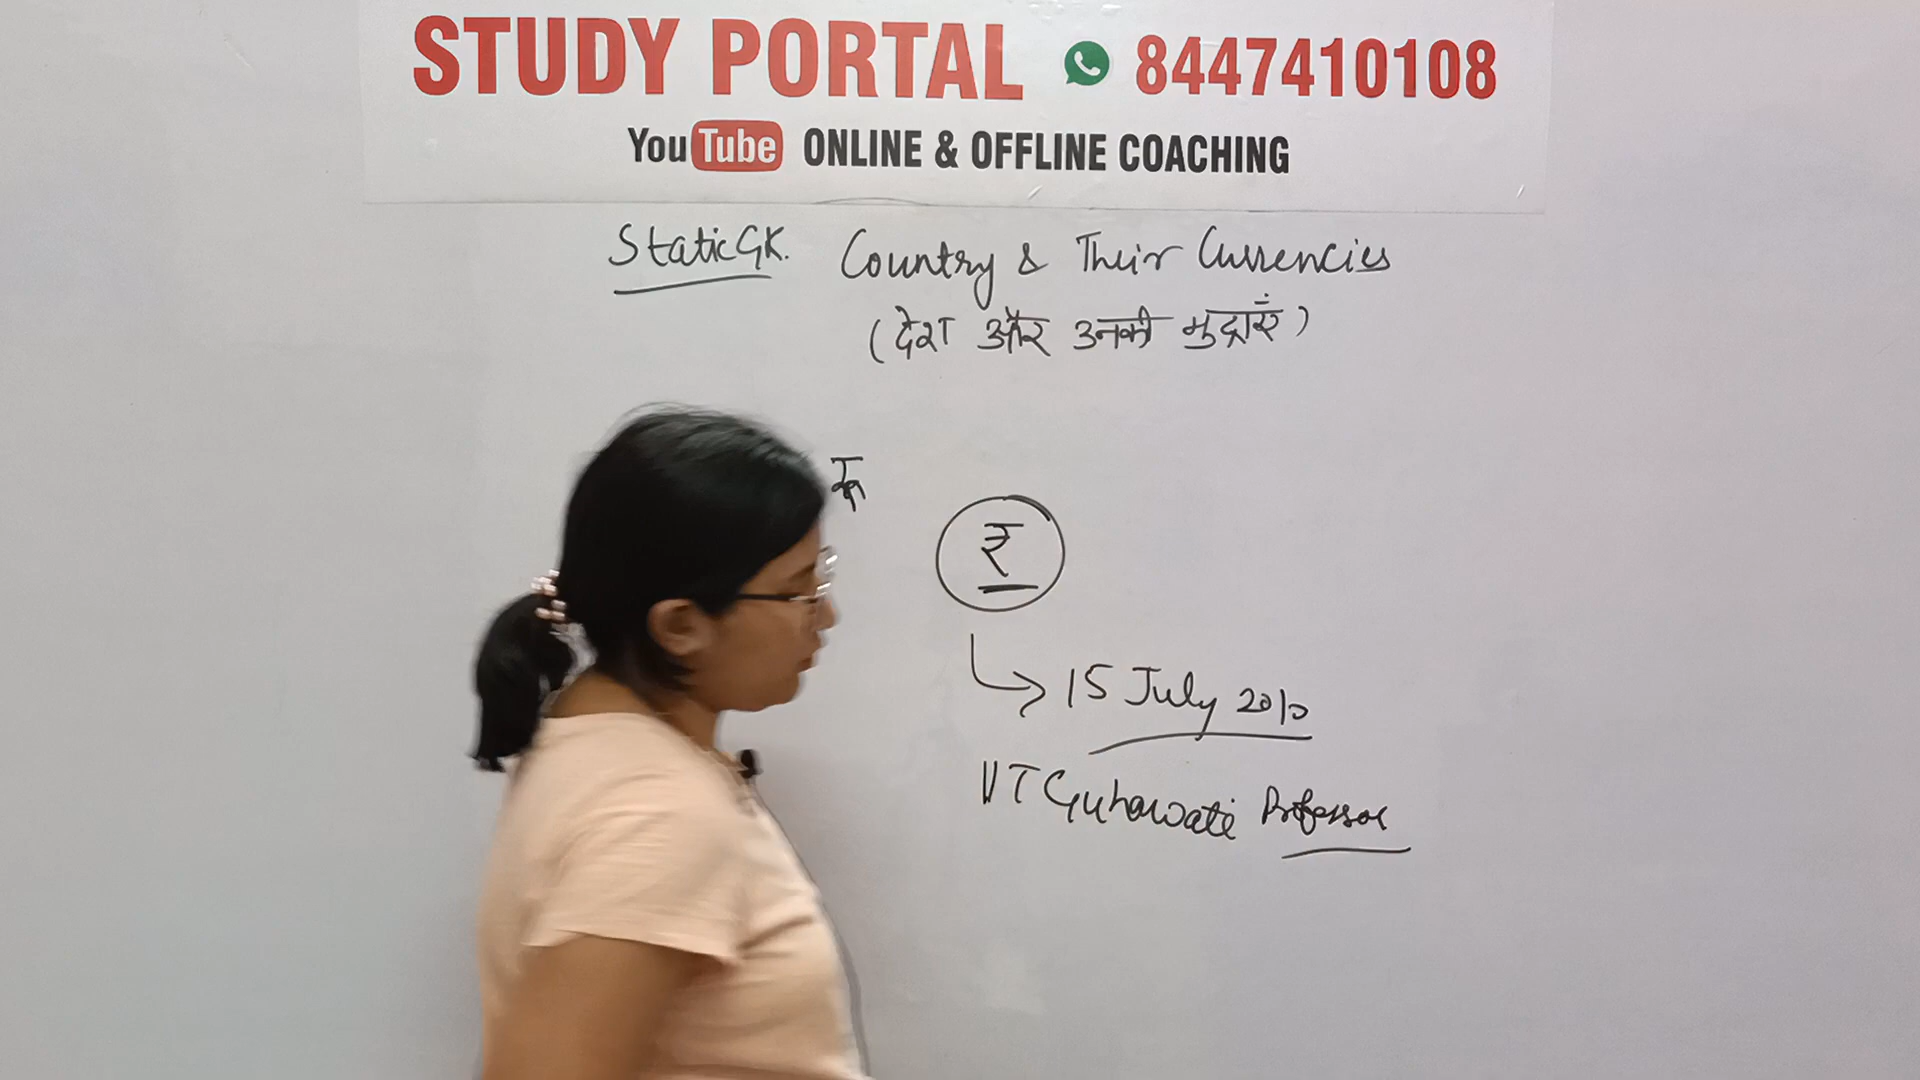 STUDY PORTAL 8447410108
YouTube ONLINE & OFFLINE COACHING
Static GK. Country & Their Currencies
(देश और उनकी मुद्राएं)
₹
15 July 2010
IIT Guhawati Professor